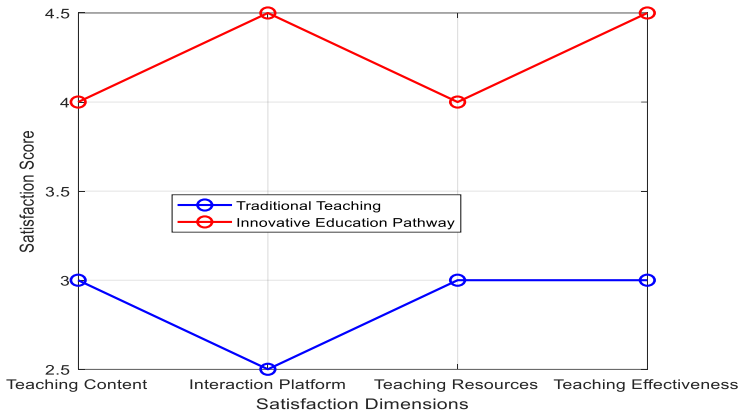 4.5
4
3.5
3
2.5
Satisfaction Score
Traditional Teaching
Innovative Education Pathway
Teaching Content
Interaction Platform
Teaching Resources
Teaching Effectiveness
Satisfaction Dimensions